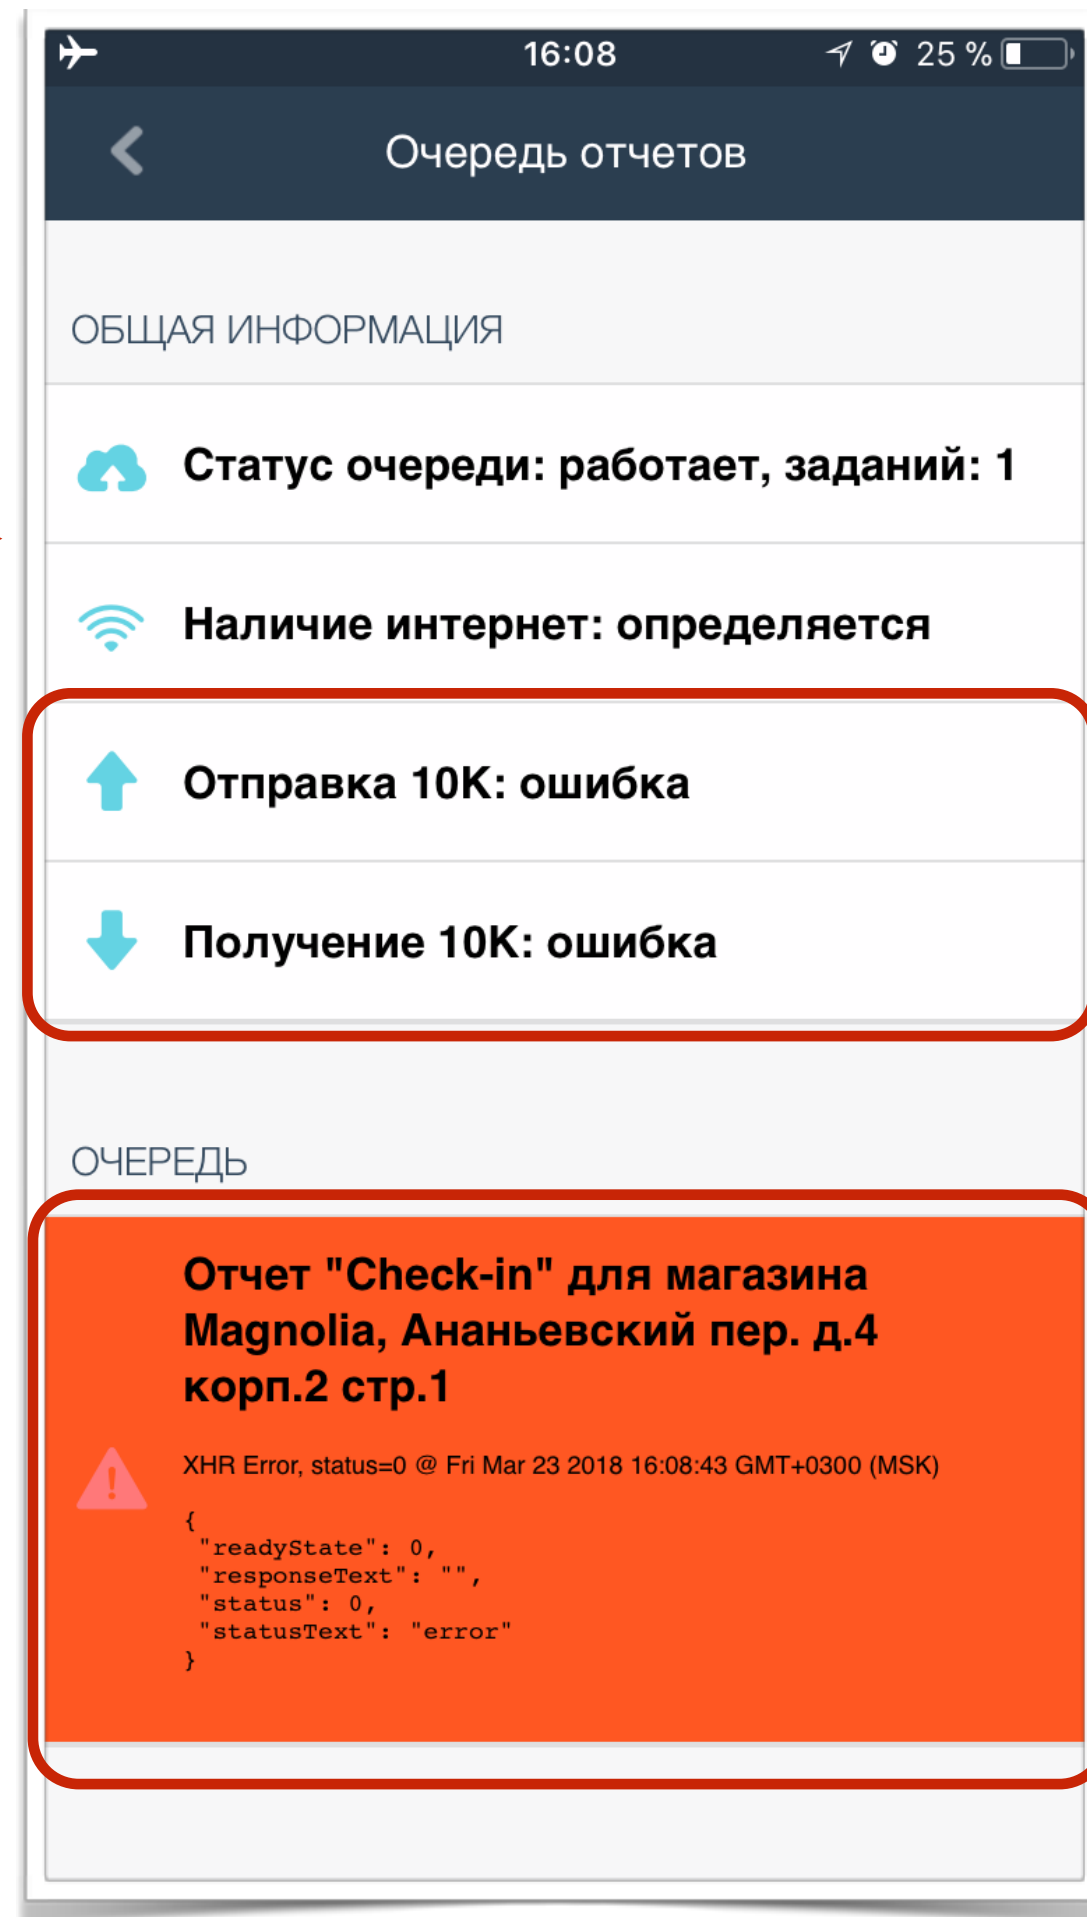 16:08
25 %
Очередь отчетов
ОБЩАЯ ИНФОРМАЦИЯ
Статус очереди: работает, заданий: 1
Наличие интернет: определяется
Отправка 10K: ошибка
Получение 10K: ошибка
ОЧЕРЕДЬ
Отчет "Check-in" для магазина
Magnolia, Ананьевский пер. д.4
корп.2 стр.1
XHR Error, status=0 @ Fri Mar 23 2018 16:08:43 GMT+0300 (MSK)
{
"readyState": 0,
"responseText": "",
"status": 0,
"statusText": "error"
}